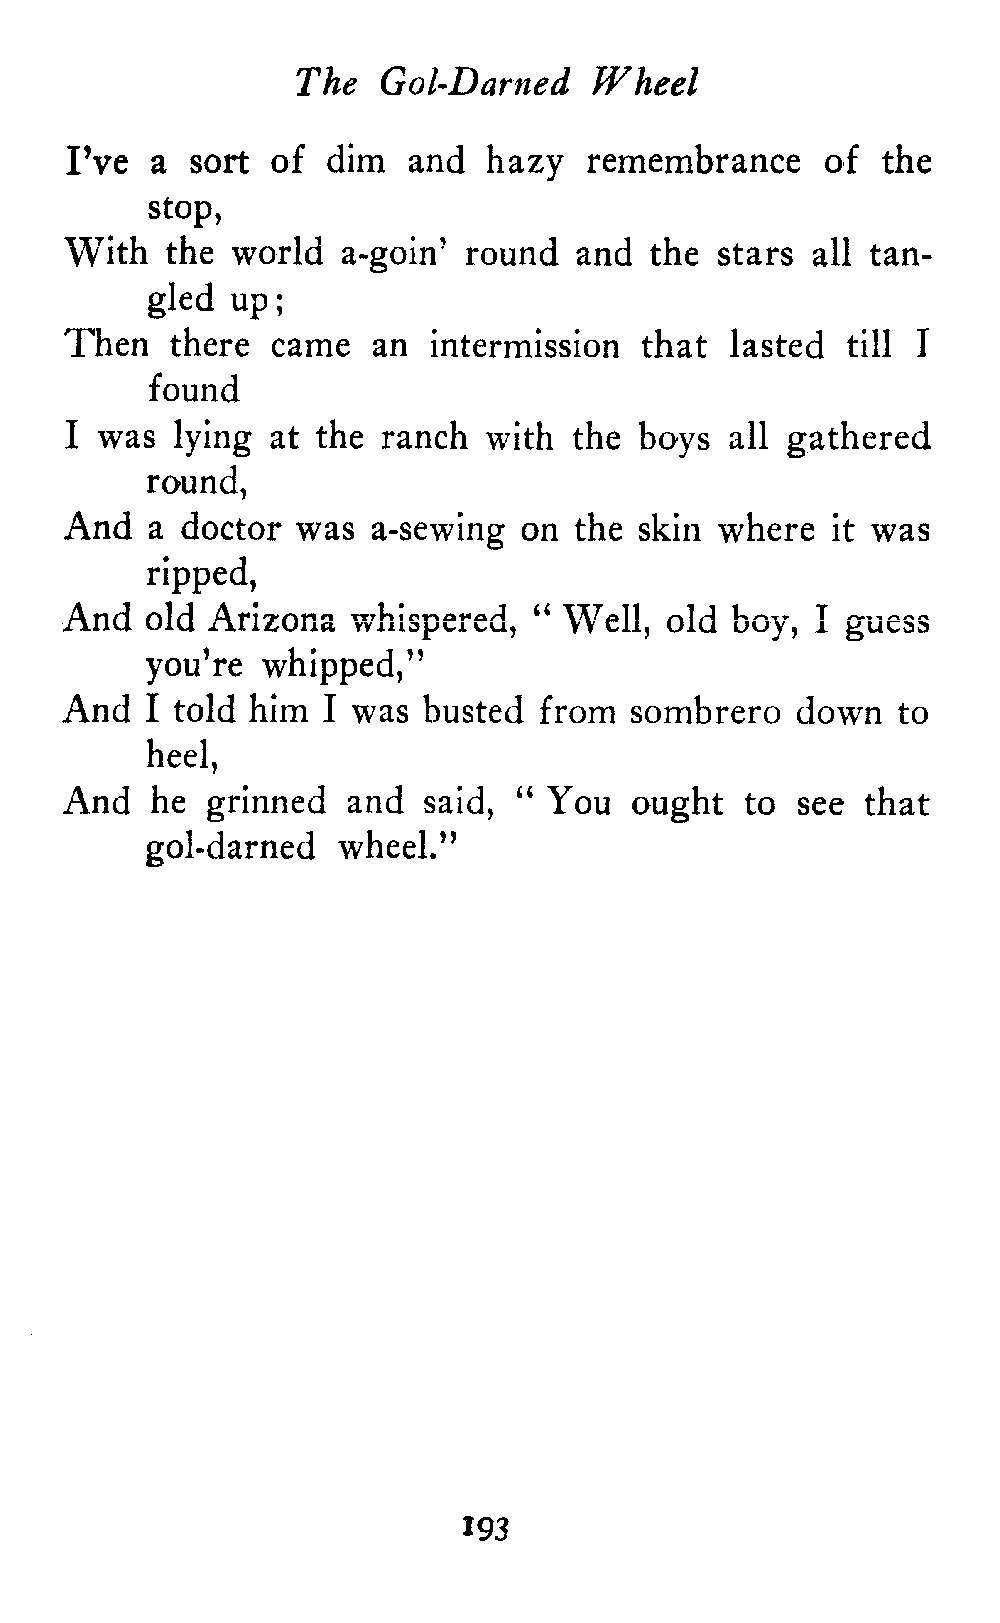 The Gol-Darned Wheel
I've a sort of dim and hazy remembrance of the
stop,
With the world a-goin' round and the stars all tan-
gled up;
Then there came an intermission that lasted till I
found
I was lying at the ranch with the boys all gathered
round,
And a doctor was a-sewing on the skin where it was
ripped,
And old Arizona whispered, " Well, old boy, I guess
you're whipped,"
And I told him I was busted from sombrero down to
heel,
And he grinned and said, " You ought to see that
gol-darned wheel."
193